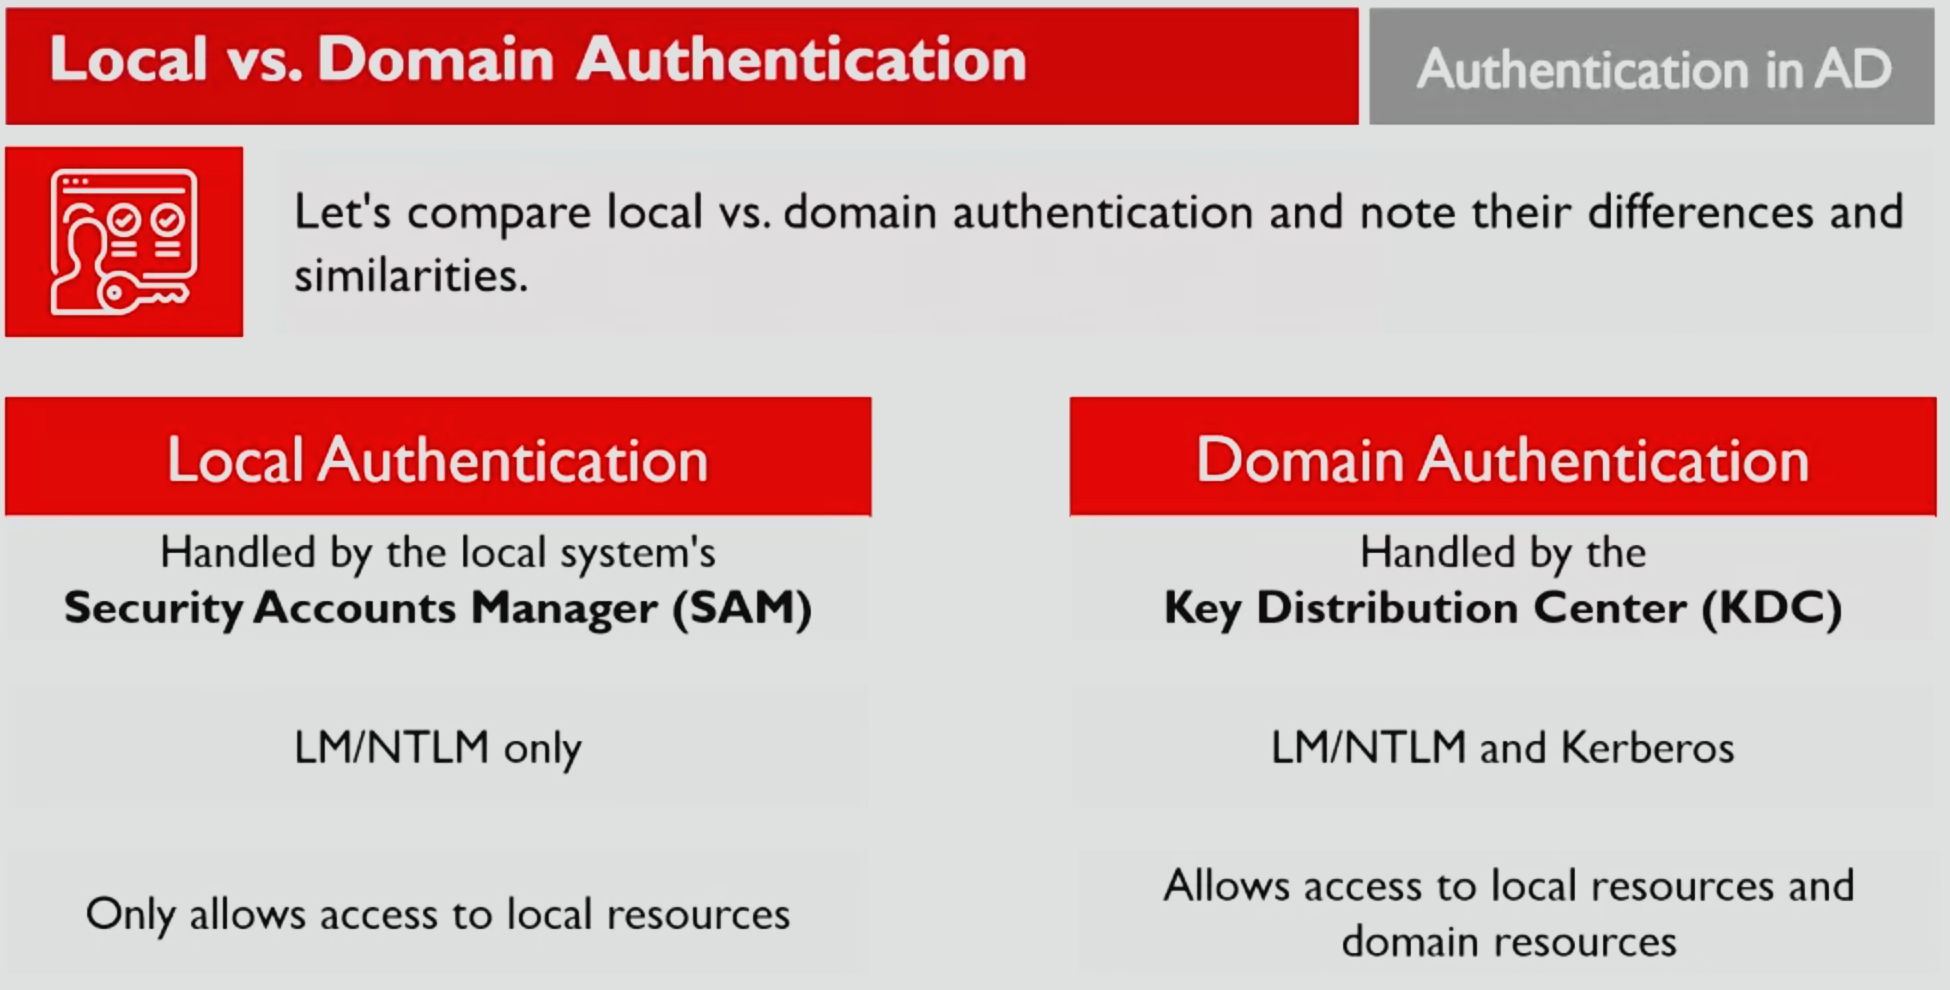 Local vs. Domain Authentication
Authentication in AD
Let's compare local vs. domain authentication and note their differences and
similarities.
Local Authentication
Handled by the local system's
Security Accounts Manager (SAM)
LM/NTLM only
Only allows access to local resources
Domain Authentication
Handled by the
Key Distribution Center (KDC)
LM/NTLM and Kerberos
Allows access to local resources and
domain resources